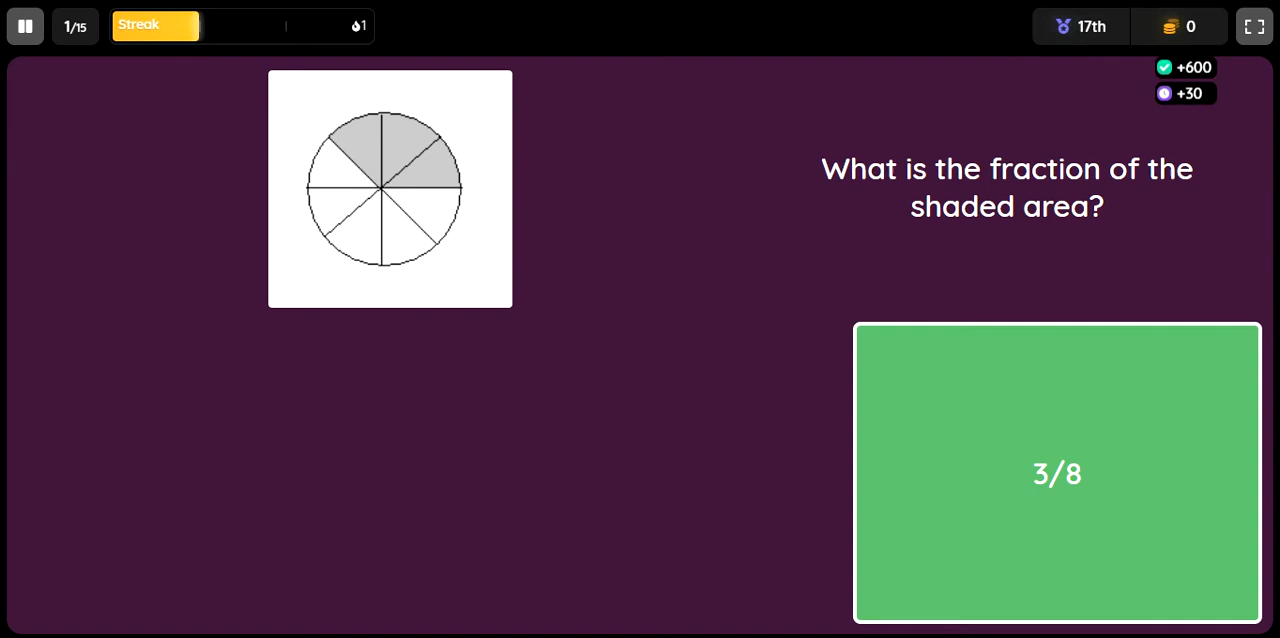 1/15
Streak
1
17th
0
+600
+30
What is the fraction of the
shaded area?
3/8